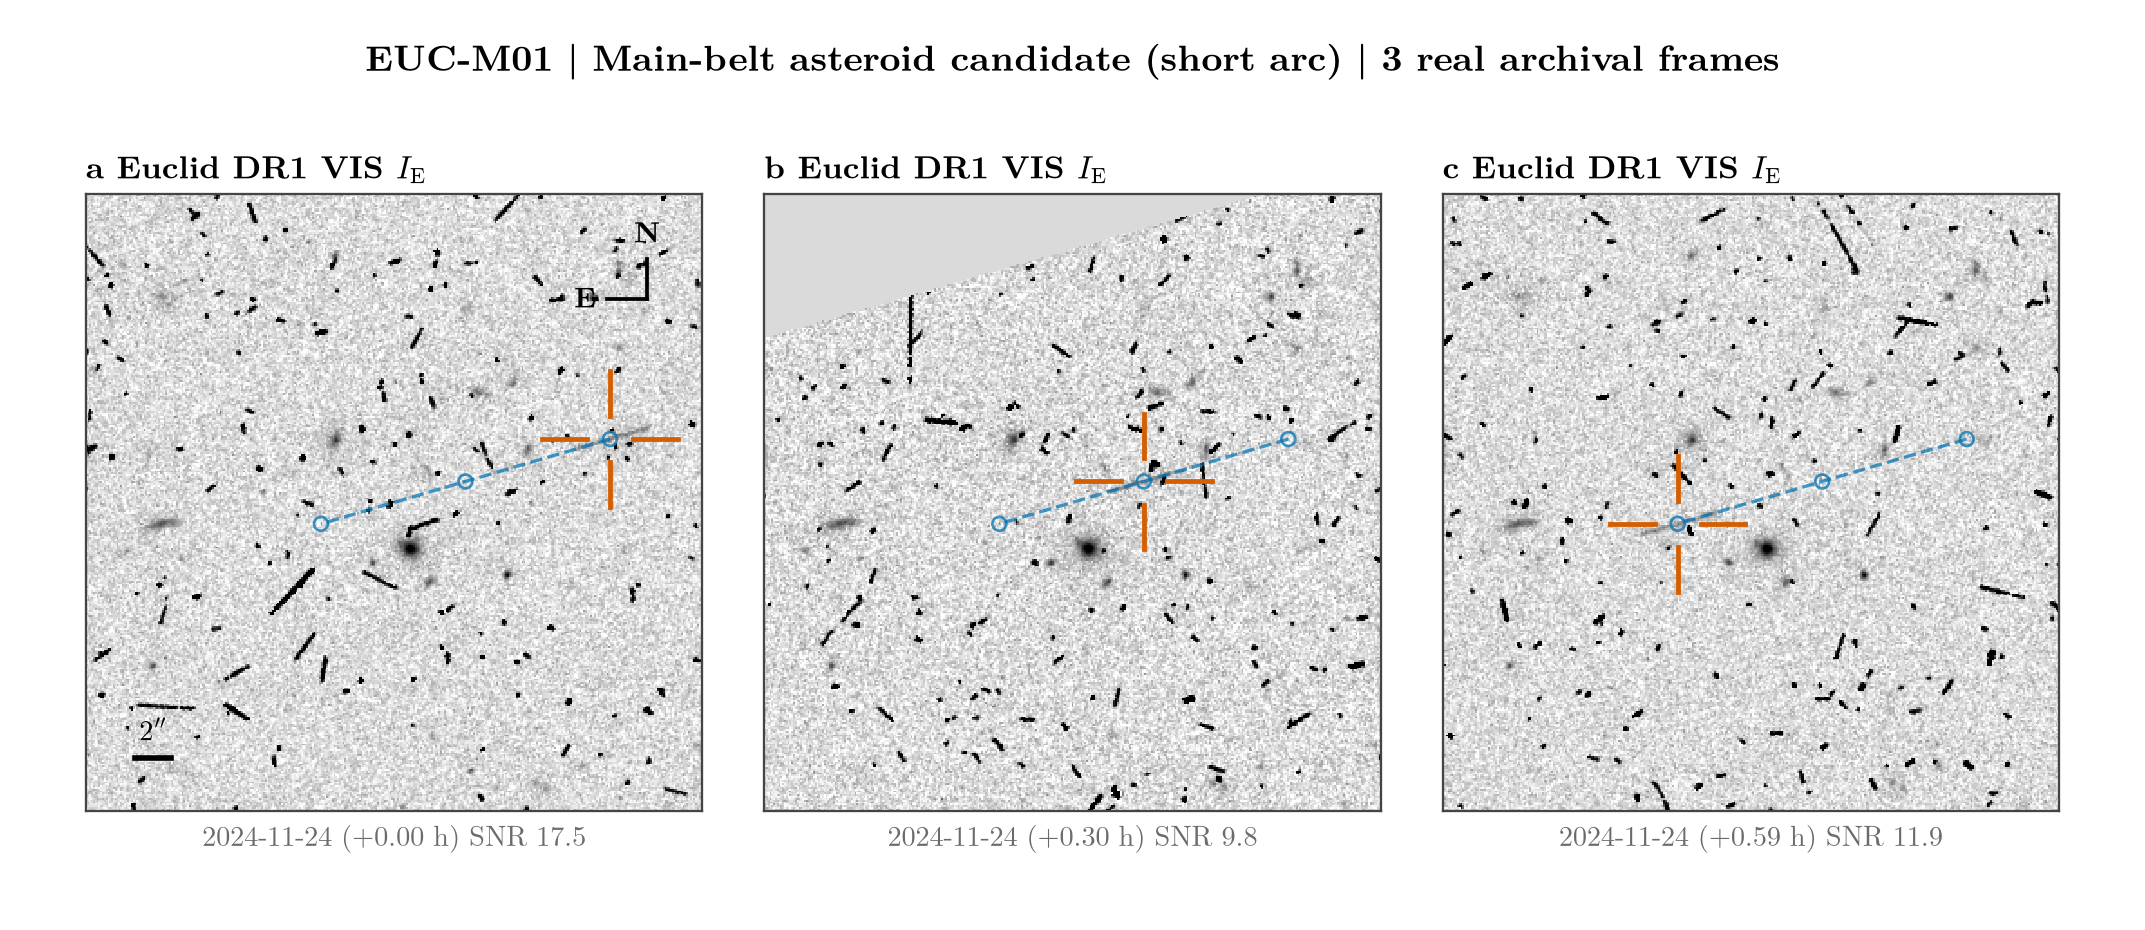 EUC-M01 | Main-belt asteroid candidate (short arc) | 3 real archival frames
a Euclid DR1 VIS I_E
b Euclid DR1 VIS I_E
c Euclid DR1 VIS I_E
N
E
2″
2024-11-24 (+0.00 h) SNR 17.5
2024-11-24 (+0.30 h) SNR 9.8
2024-11-24 (+0.59 h) SNR 11.9